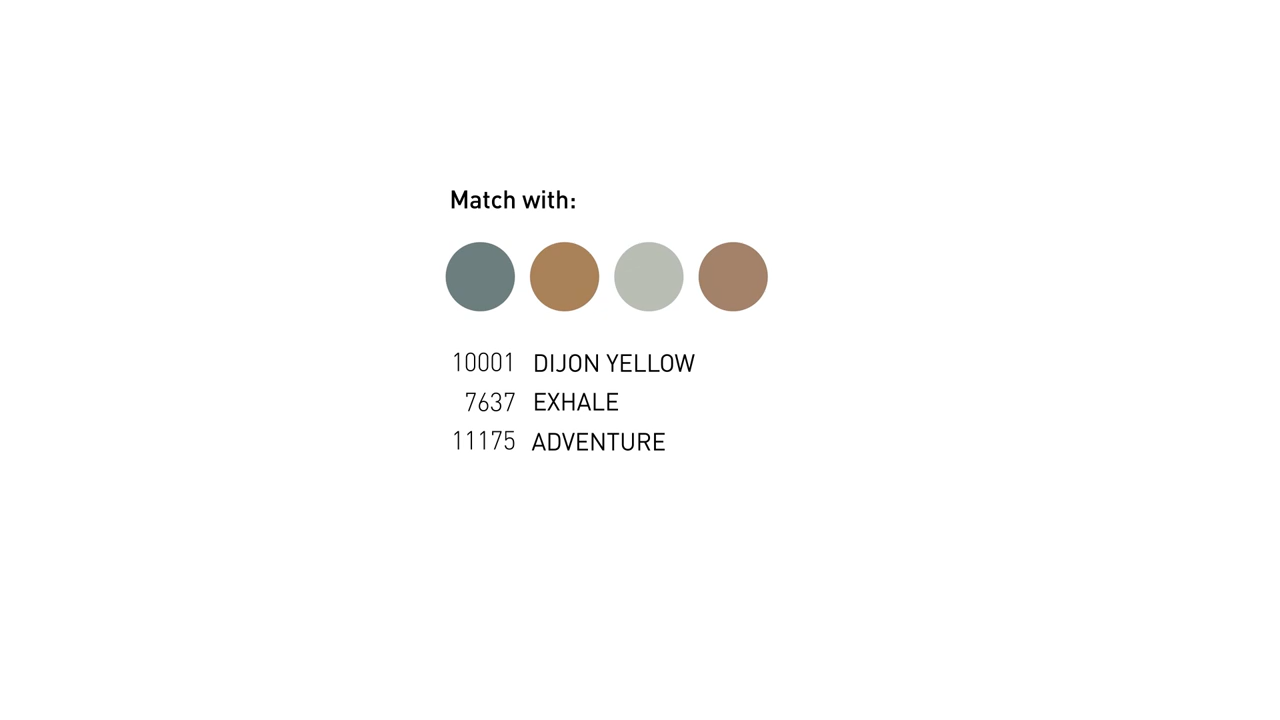 Match with:
10001 DIJON YELLOW
7637 EXHALE
11175 ADVENTURE